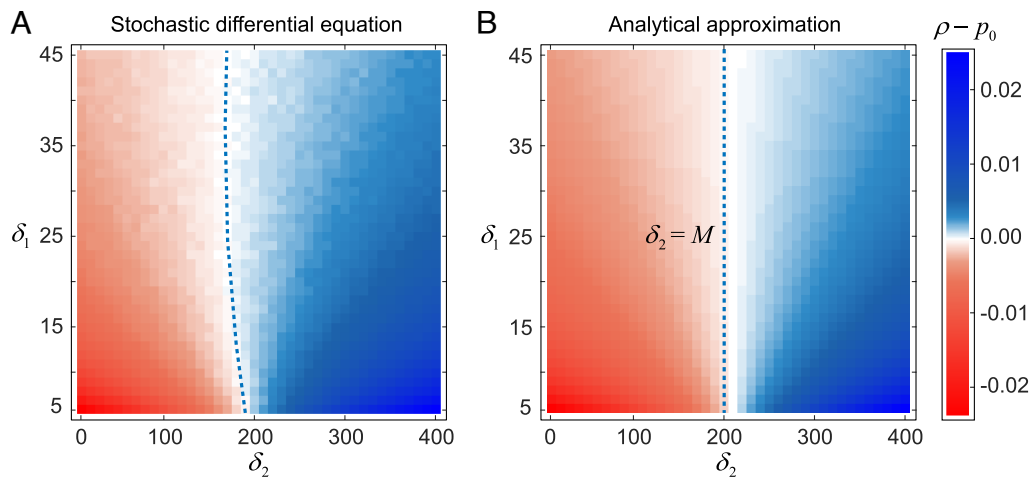 A
Stochastic differential equation
45
35
δ₁
25
15
5
0
100
200
300
400
δ₂
B
Analytical approximation
45
35
δ₁
25
15
5
δ₂ = M
0
100
200
300
400
δ₂
ρ – p₀
0.02
0.01
0.00
-0.01
-0.02